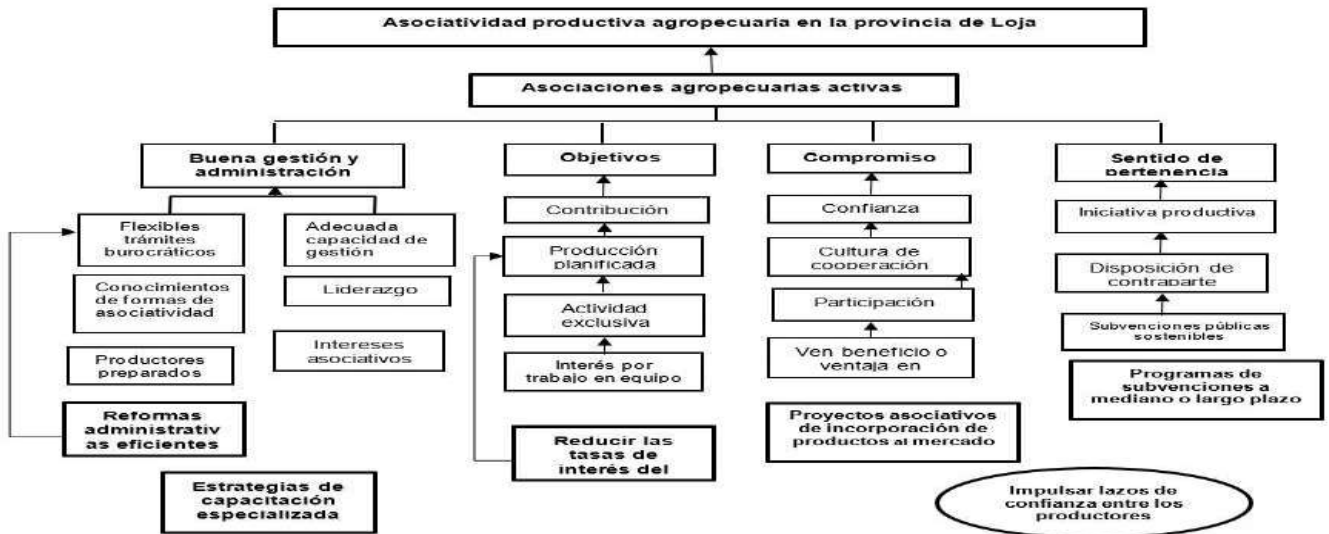 Asociatividad productiva agropecuaria en la provincia de Loja
Asociaciones agropecuarias activas
Buena gestión y
administración
Objetivos
Compromiso
Sentido de
pertenencia
Flexibles
trámites
burocráticos
Adecuada
capacidad de
gestión
Contribución
Confianza
Iniciativa productiva
Producción
planificada
Cultura de
cooperación
Disposición de
contraparte
Conocimientos
de formas de
asociatividad
Liderazgo
Actividad
exclusiva
Participación
Subvenciones públicas
sostenibles
Productores
preparados
Intereses
asociativos
Interés por
trabajo en equipo
Ven beneficio o
ventaja en
Programas de
subvenciones a
mediano o largo plazo
Reformas
administrativ
as eficientes
Reducir las
tasas de
interés del
Proyectos asociativos
de incorporación de
productos al mercado
Estrategias de
capacitación
especializada
Impulsar lazos de
confianza entre los
productores